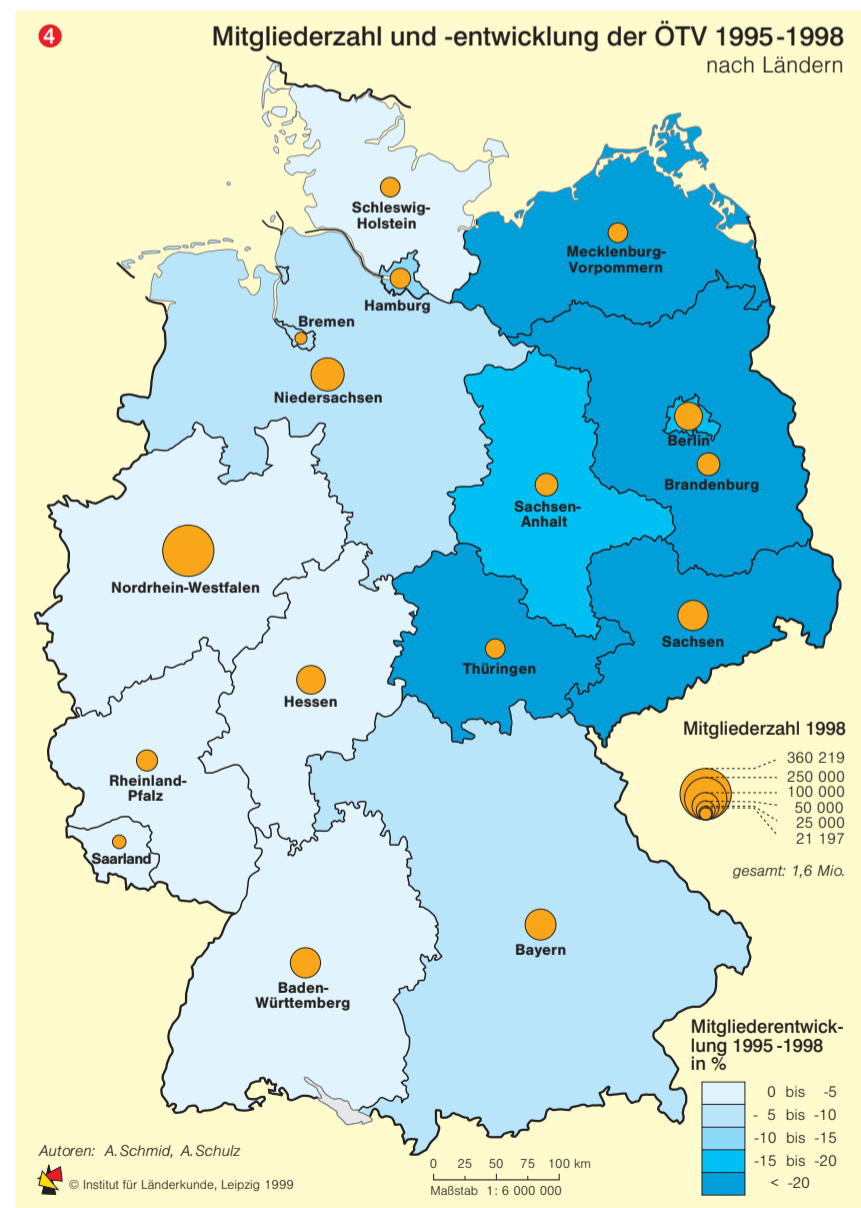 4
Mitgliederzahl und -entwicklung der ÖTV 1995-1998
nach Ländern
Schleswig-
Holstein
Mecklenburg-
Vorpommern
Hamburg
Bremen
Niedersachsen
Berlin
Brandenburg
Sachsen-
Anhalt
Nordrhein-Westfalen
Sachsen
Thüringen
Hessen
Rheinland-
Pfalz
Saarland
Bayern
Baden-
Württemberg
Mitgliederzahl 1998
360 219
250 000
100 000
50 000
25 000
21 197
gesamt: 1,6 Mio.
Mitgliederentwick-
lung 1995-1998
in %
0 bis -5
- 5 bis -10
-10 bis -15
-15 bis -20
< -20
Autoren: A.Schmid, A.Schulz
© Institut für Länderkunde, Leipzig 1999
0 25 50 75 100 km
Maßstab 1: 6 000 000